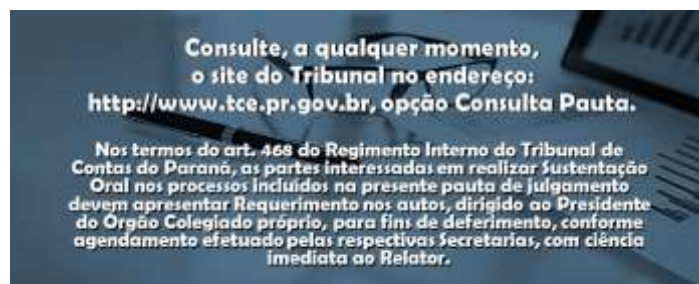 Consulte, a qualquer momento,
o site do Tribunal no endereço:
http://www.tce.pr.gov.br, opção Consulta Pauta.
Nos termos do art. 468 do Regimento Interno do Tribunal de
Contas do Paraná, as partes interessadas em realizar Sustentação
Oral nos processos incluídos na presente pauta de julgamento
devem apresentar Requerimento nos autos, dirigido ao Presidente
do Órgão Colegiado próprio, para fins de deferimento, conforme
agendamento efetuado pelas respectivas Secretarias, com ciência
imediata ao Relator.